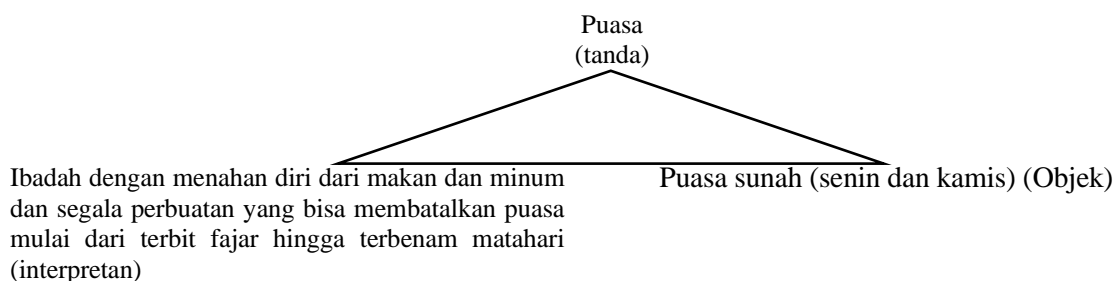 Puasa
(tanda)
Ibadah dengan menahan diri dari makan dan minum
dan segala perbuatan yang bisa membatalkan puasa
mulai dari terbit fajar hingga terbenam matahari
(interpretan)
Puasa sunah (senin dan kamis) (Objek)